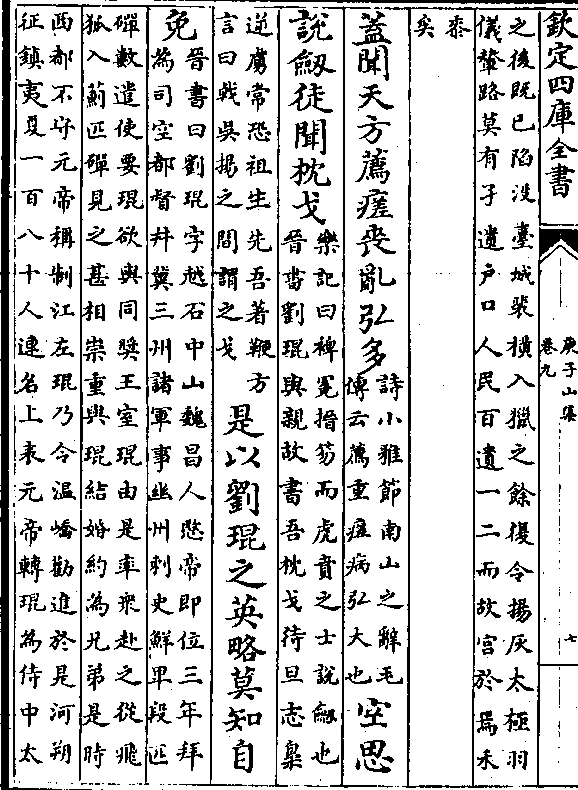 欽定四庫全書
庚子山集
卷九
七
之後既已陷没臺城裴横入獵之餘復令揚灰太極羽
儀輦路莫有孑遺户口人民百遺一二而故宫於焉禾
黍
矣
蓋聞天方薦瘥喪亂弘多
詩小雅節南山之辭毛
傳云薦重瘥病弘大也
空思
說劔徒聞枕戈
樂記曰裨冕搢笏而虎賁之士說劔也
晉書劉琨與親故書吾枕戈待旦志梟
逆虜常恐祖生先吾著鞭方
言曰戟吳揚之間謂之戈
是以劉琨之英略莫知自
免
晉書曰劉琨字越石中山魏昌人愍帝即位三年拜
為司空都督并冀三州諸軍事幽州刺史鮮卑段匹
磾數遣使要琨欲與同奬王室琨由是率衆赴之從飛
狐入薊匹磾見之甚相崇重與琨結婚約為兄弟是時
西都不守元帝稱制江左琨乃令温嶠勸進於是河朔
征鎮夷夏一百八十人連名上表元帝轉琨為侍中太